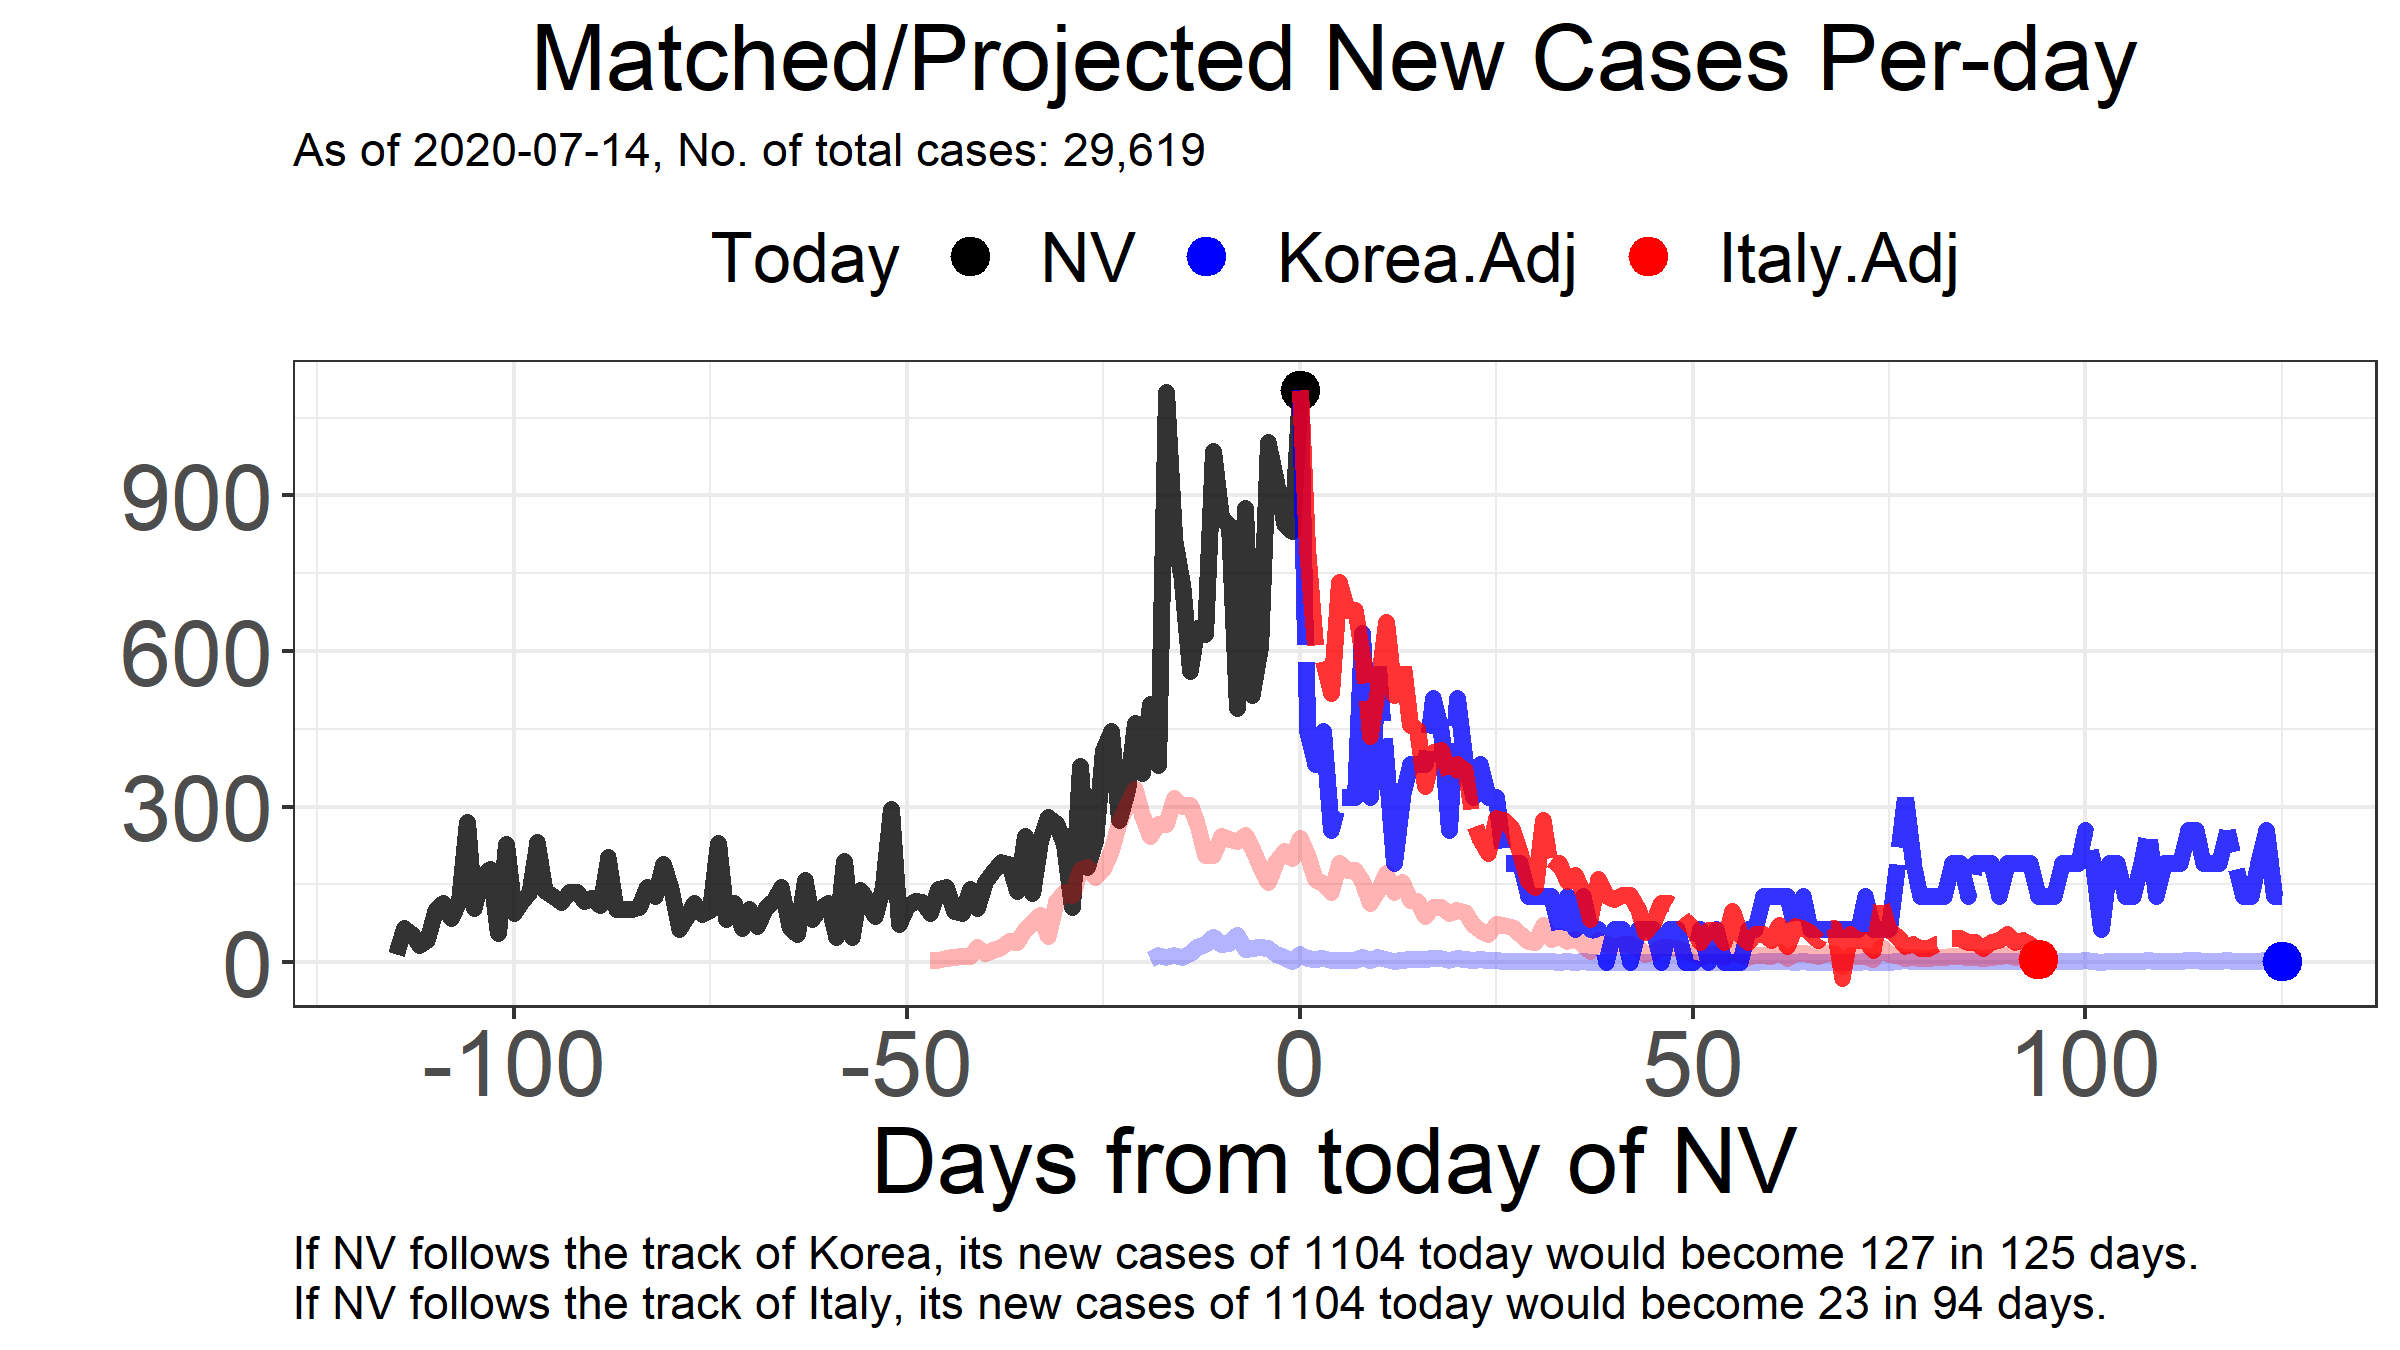 Matched/Projected New Cases Per-day
As of 2020-07-14, No. of total cases: 29,619
Today NV Korea.Adj Italy.Adj
900
600
300
0
-100 -50 0 50 100
Days from today of NV
If NV follows the track of Korea, its new cases of 1104 today would become 127 in 125 days.
If NV follows the track of Italy, its new cases of 1104 today would become 23 in 94 days.